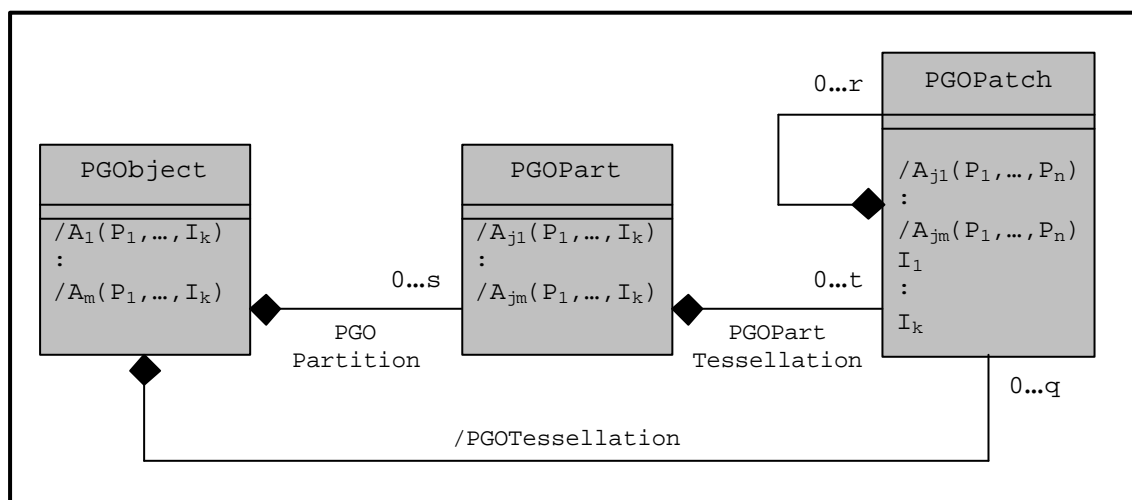 PGObject
/A₁(P₁,…,Iₖ)
:
/Aₘ(P₁,…,Iₖ)
PGO
Partition
0…s
PGOPart
/Aⱼ₁(P₁,…,Iₖ)
:
/Aⱼₘ(P₁,…,Iₖ)
PGOPart
Tessellation
0…r
0…t
PGOPatch
/Aⱼ₁(P₁,…,Pₙ)
:
/Aⱼₘ(P₁,…,Pₙ)
I₁
:
Iₖ
0…q
/PGOTessellation